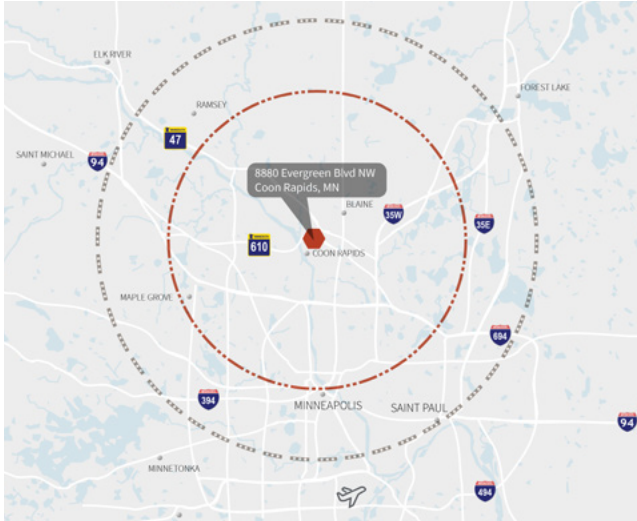 ELK RIVER
FOREST LAKE
RAMSEY
47
SAINT MICHAEL
94
8880 Evergreen Blvd NW
Coon Rapids, MN
BLAINE
35W
35E
610
COON RAPIDS
MAPLE GROVE
694
394
MINNEAPOLIS
SAINT PAUL
94
MINNETONKA
494